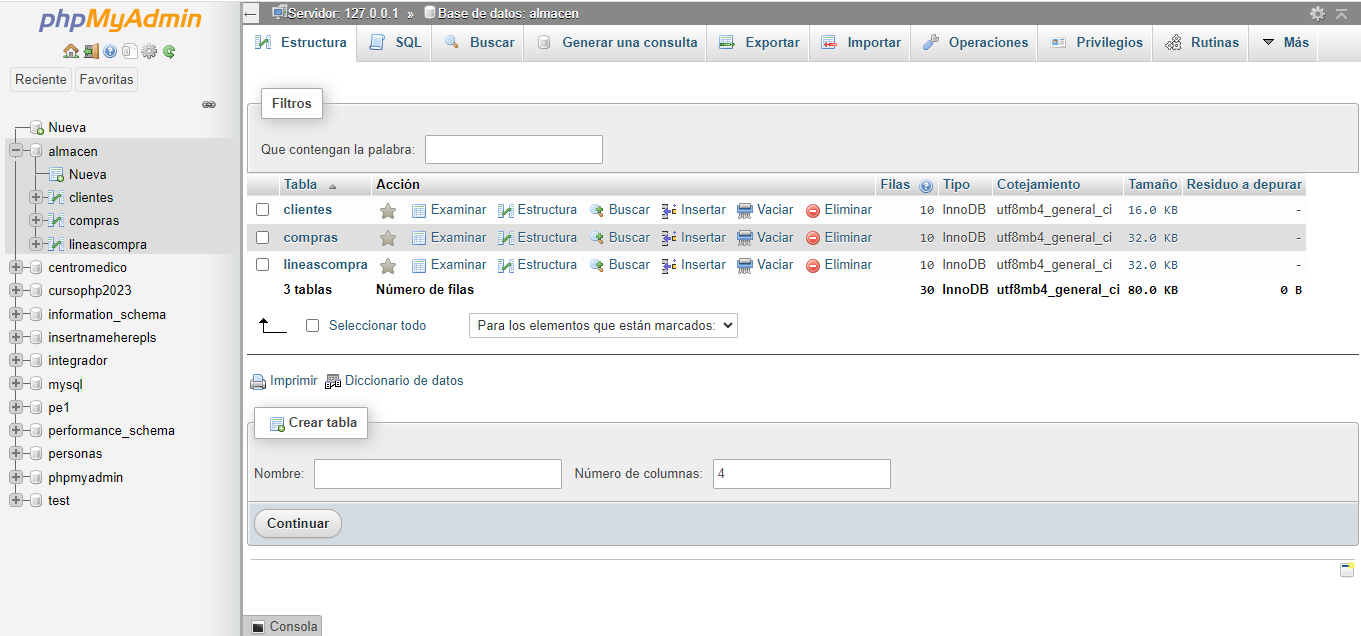 phpMyAdmin
Reciente Favoritas
Nueva
almacen
Nueva
clientes
compras
lineascompra
centromedico
cursophp2023
information_schema
insertnameherepls
integrador
mysql
pe1
performance_schema
personas
phpmyadmin
test
Servidor: 127.0.0.1 » Base de datos: almacen
Estructura SQL Buscar Generar una consulta Exportar Importar Operaciones Privilegios Rutinas Más
Filtros
Que contengan la palabra:
Tabla Acción Filas Tipo Cotejamiento Tamaño Residuo a depurar
clientes Examinar Estructura Buscar Insertar Vaciar Eliminar 10 InnoDB utf8mb4_general_ci 16.0 KB -
compras Examinar Estructura Buscar Insertar Vaciar Eliminar 10 InnoDB utf8mb4_general_ci 32.0 KB -
lineascompra Examinar Estructura Buscar Insertar Vaciar Eliminar 10 InnoDB utf8mb4_general_ci 32.0 KB -
3 tablas Número de filas 30 InnoDB utf8mb4_general_ci 80.0 KB 0 B
Seleccionar todo Para los elementos que están marcados:
Imprimir Diccionario de datos
Crear tabla
Nombre: Número de columnas: 4
Continuar
Consola